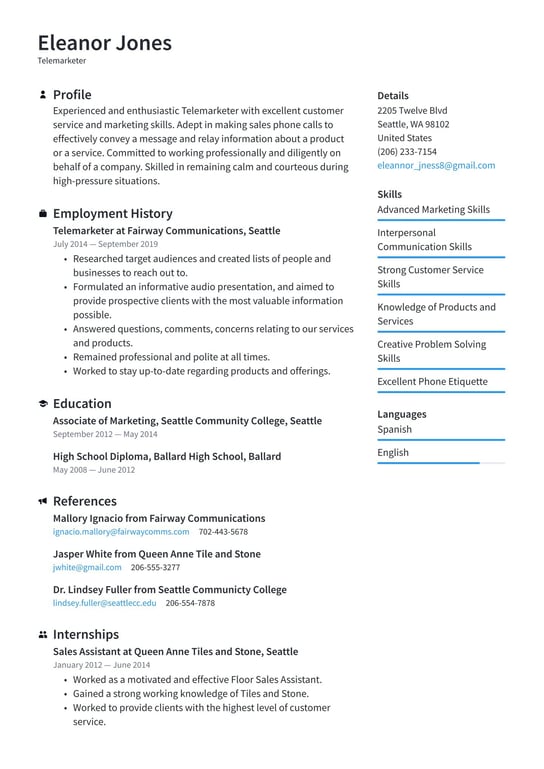 Eleanor Jones
Telemarketer
Profile
Experienced and enthusiastic Telemarketer with excellent customer
service and marketing skills. Adept in making sales phone calls to
effectively convey a message and relay information about a product
or a service. Committed to working professionally and diligently on
behalf of a company. Skilled in remaining calm and courteous during
high-pressure situations.
Employment History
Telemarketer at Fairway Communications, Seattle
July 2014 — September 2019
• Researched target audiences and created lists of people and
businesses to reach out to.
• Formulated an informative audio presentation, and aimed to
provide prospective clients with the most valuable information
possible.
• Answered questions, comments, concerns relating to our services
and products.
• Remained professional and polite at all times.
• Worked to stay up-to-date regarding products and offerings.
Education
Associate of Marketing, Seattle Community College, Seattle
September 2012 — May 2014
High School Diploma, Ballard High School, Ballard
May 2008 — June 2012
References
Mallory Ignacio from Fairway Communications
ignacio.mallory@fairwaycomms.com 702-443-5678
Jasper White from Queen Anne Tile and Stone
jwhite@gmail.com 206-555-3277
Dr. Lindsey Fuller from Seattle Communicty College
lindsey.fuller@seattlecc.edu 206-554-7878
Internships
Sales Assistant at Queen Anne Tiles and Stone, Seattle
January 2012 — June 2014
• Worked as a motivated and effective Floor Sales Assistant.
• Gained a strong working knowledge of Tiles and Stone.
• Worked to provide clients with the highest level of customer
service.
Details
2205 Twelve Blvd
Seattle, WA 98102
United States
(206) 233-7154
eleannor_jness8@gmail.com
Skills
Advanced Marketing Skills
Interpersonal
Communication Skills
Strong Customer Service
Skills
Knowledge of Products and
Services
Creative Problem Solving
Skills
Excellent Phone Etiquette
Languages
Spanish
English